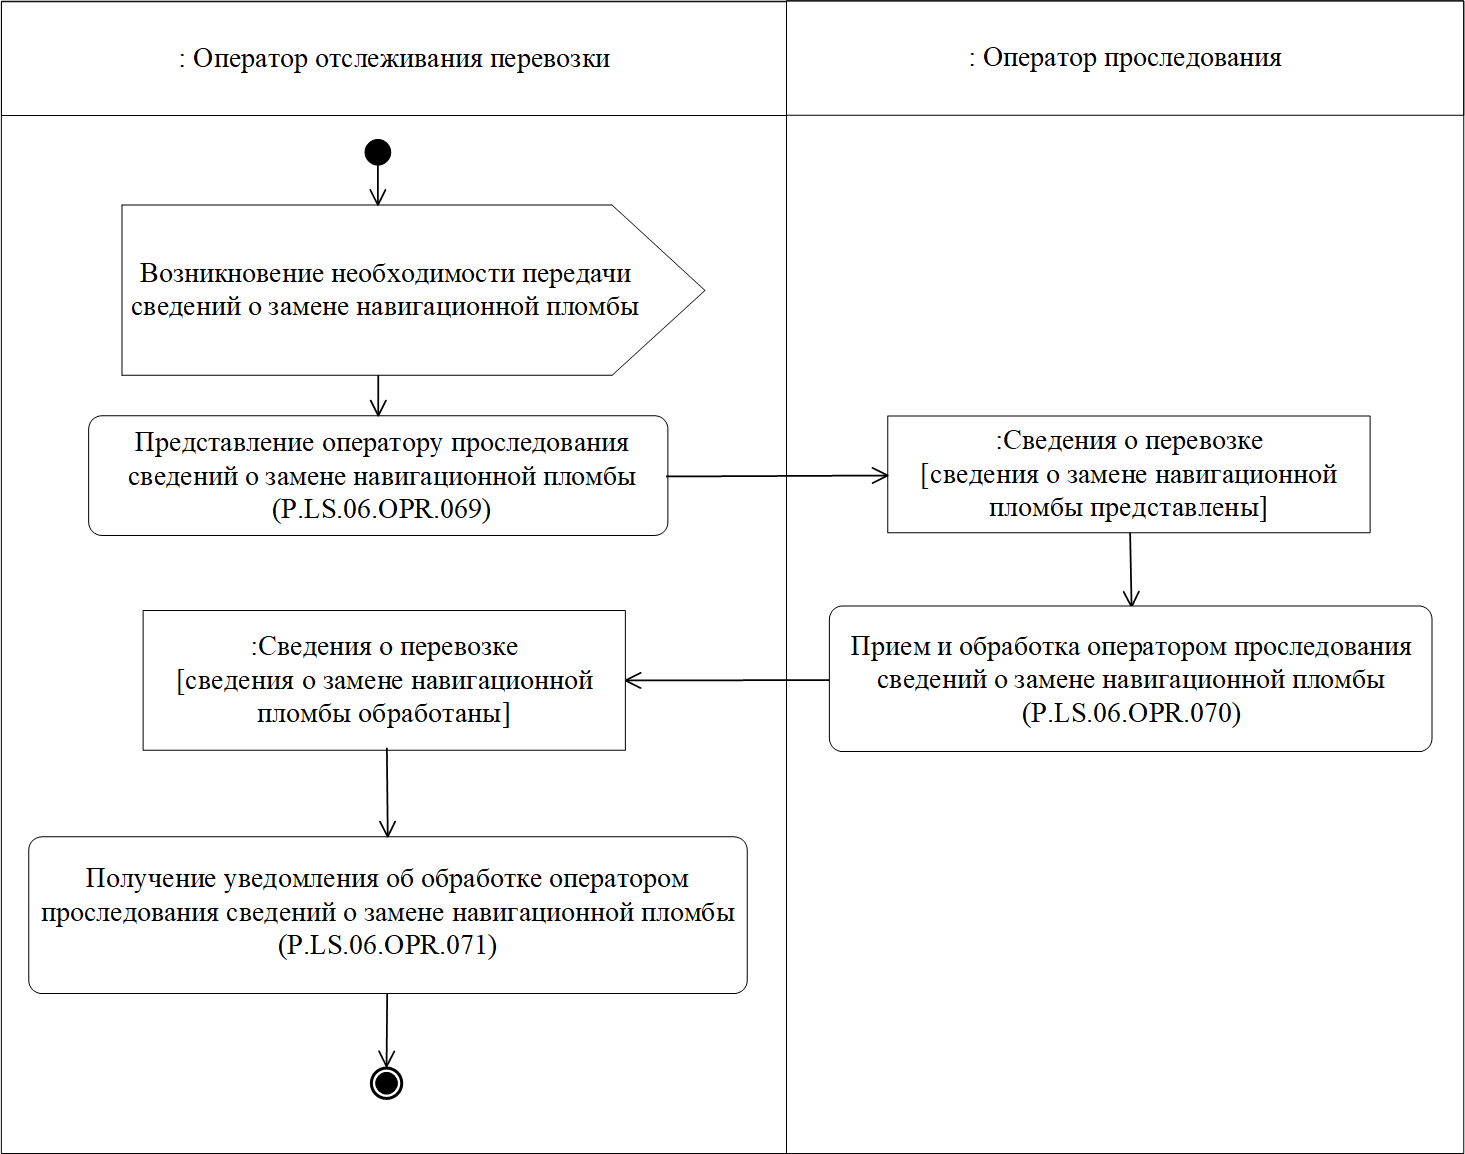 : Оператор отслеживания перевозки
: Оператор проследования
Возникновение необходимости передачи
сведений о замене навигационной пломбы
Представление оператору проследования
сведений о замене навигационной пломбы
(P.LS.06.OPR.069)
:Сведения о перевозке
[сведения о замене навигационной
пломбы представлены]
Прием и обработка оператором проследования
сведений о замене навигационной пломбы
(P.LS.06.OPR.070)
:Сведения о перевозке
[сведения о замене навигационной
пломбы обработаны]
Получение уведомления об обработке оператором
проследования сведений о замене навигационной пломбы
(P.LS.06.OPR.071)